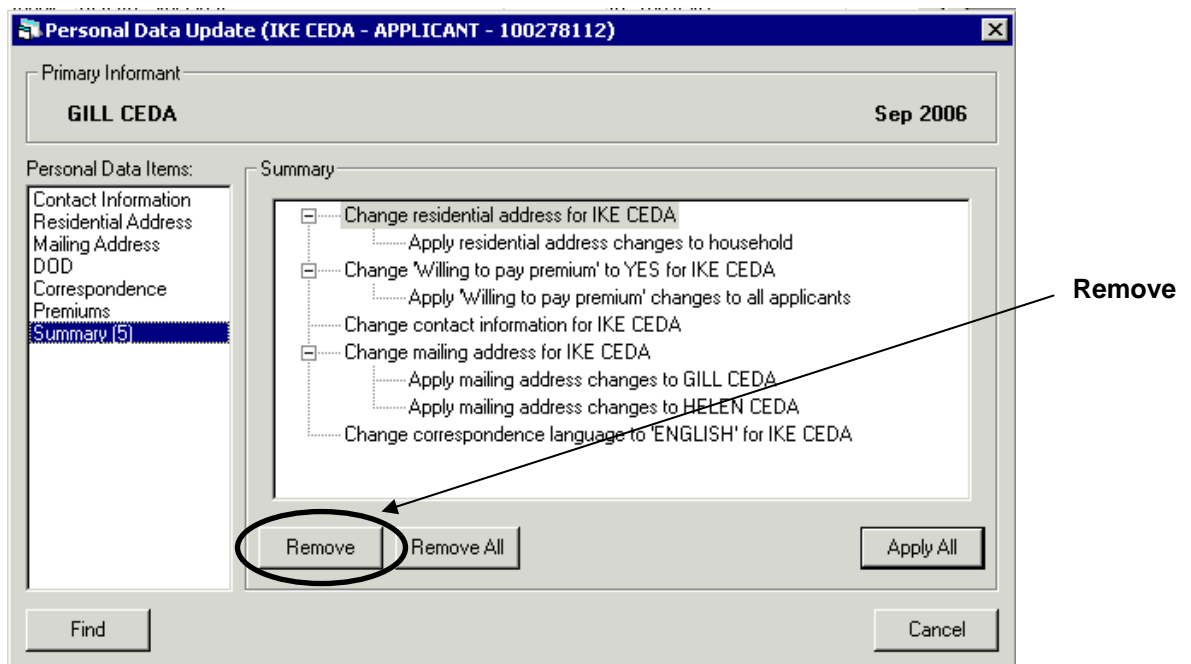 Personal Data Update (IKE CEDA - APPLICANT - 100278112)
Primary Informant
GILL CEDA Sep 2006
Personal Data Items:
Contact Information
Residential Address
Mailing Address
DOD
Correspondence
Premiums
Summary (5)
Summary
Change residential address for IKE CEDA
Apply residential address changes to household
Change 'Willing to pay premium' to YES for IKE CEDA
Apply 'Willing to pay premium' changes to all applicants
Change contact information for IKE CEDA
Change mailing address for IKE CEDA
Apply mailing address changes to GILL CEDA
Apply mailing address changes to HELEN CEDA
Change correspondence language to 'ENGLISH' for IKE CEDA
Remove
Remove Remove All Apply All
Find Cancel